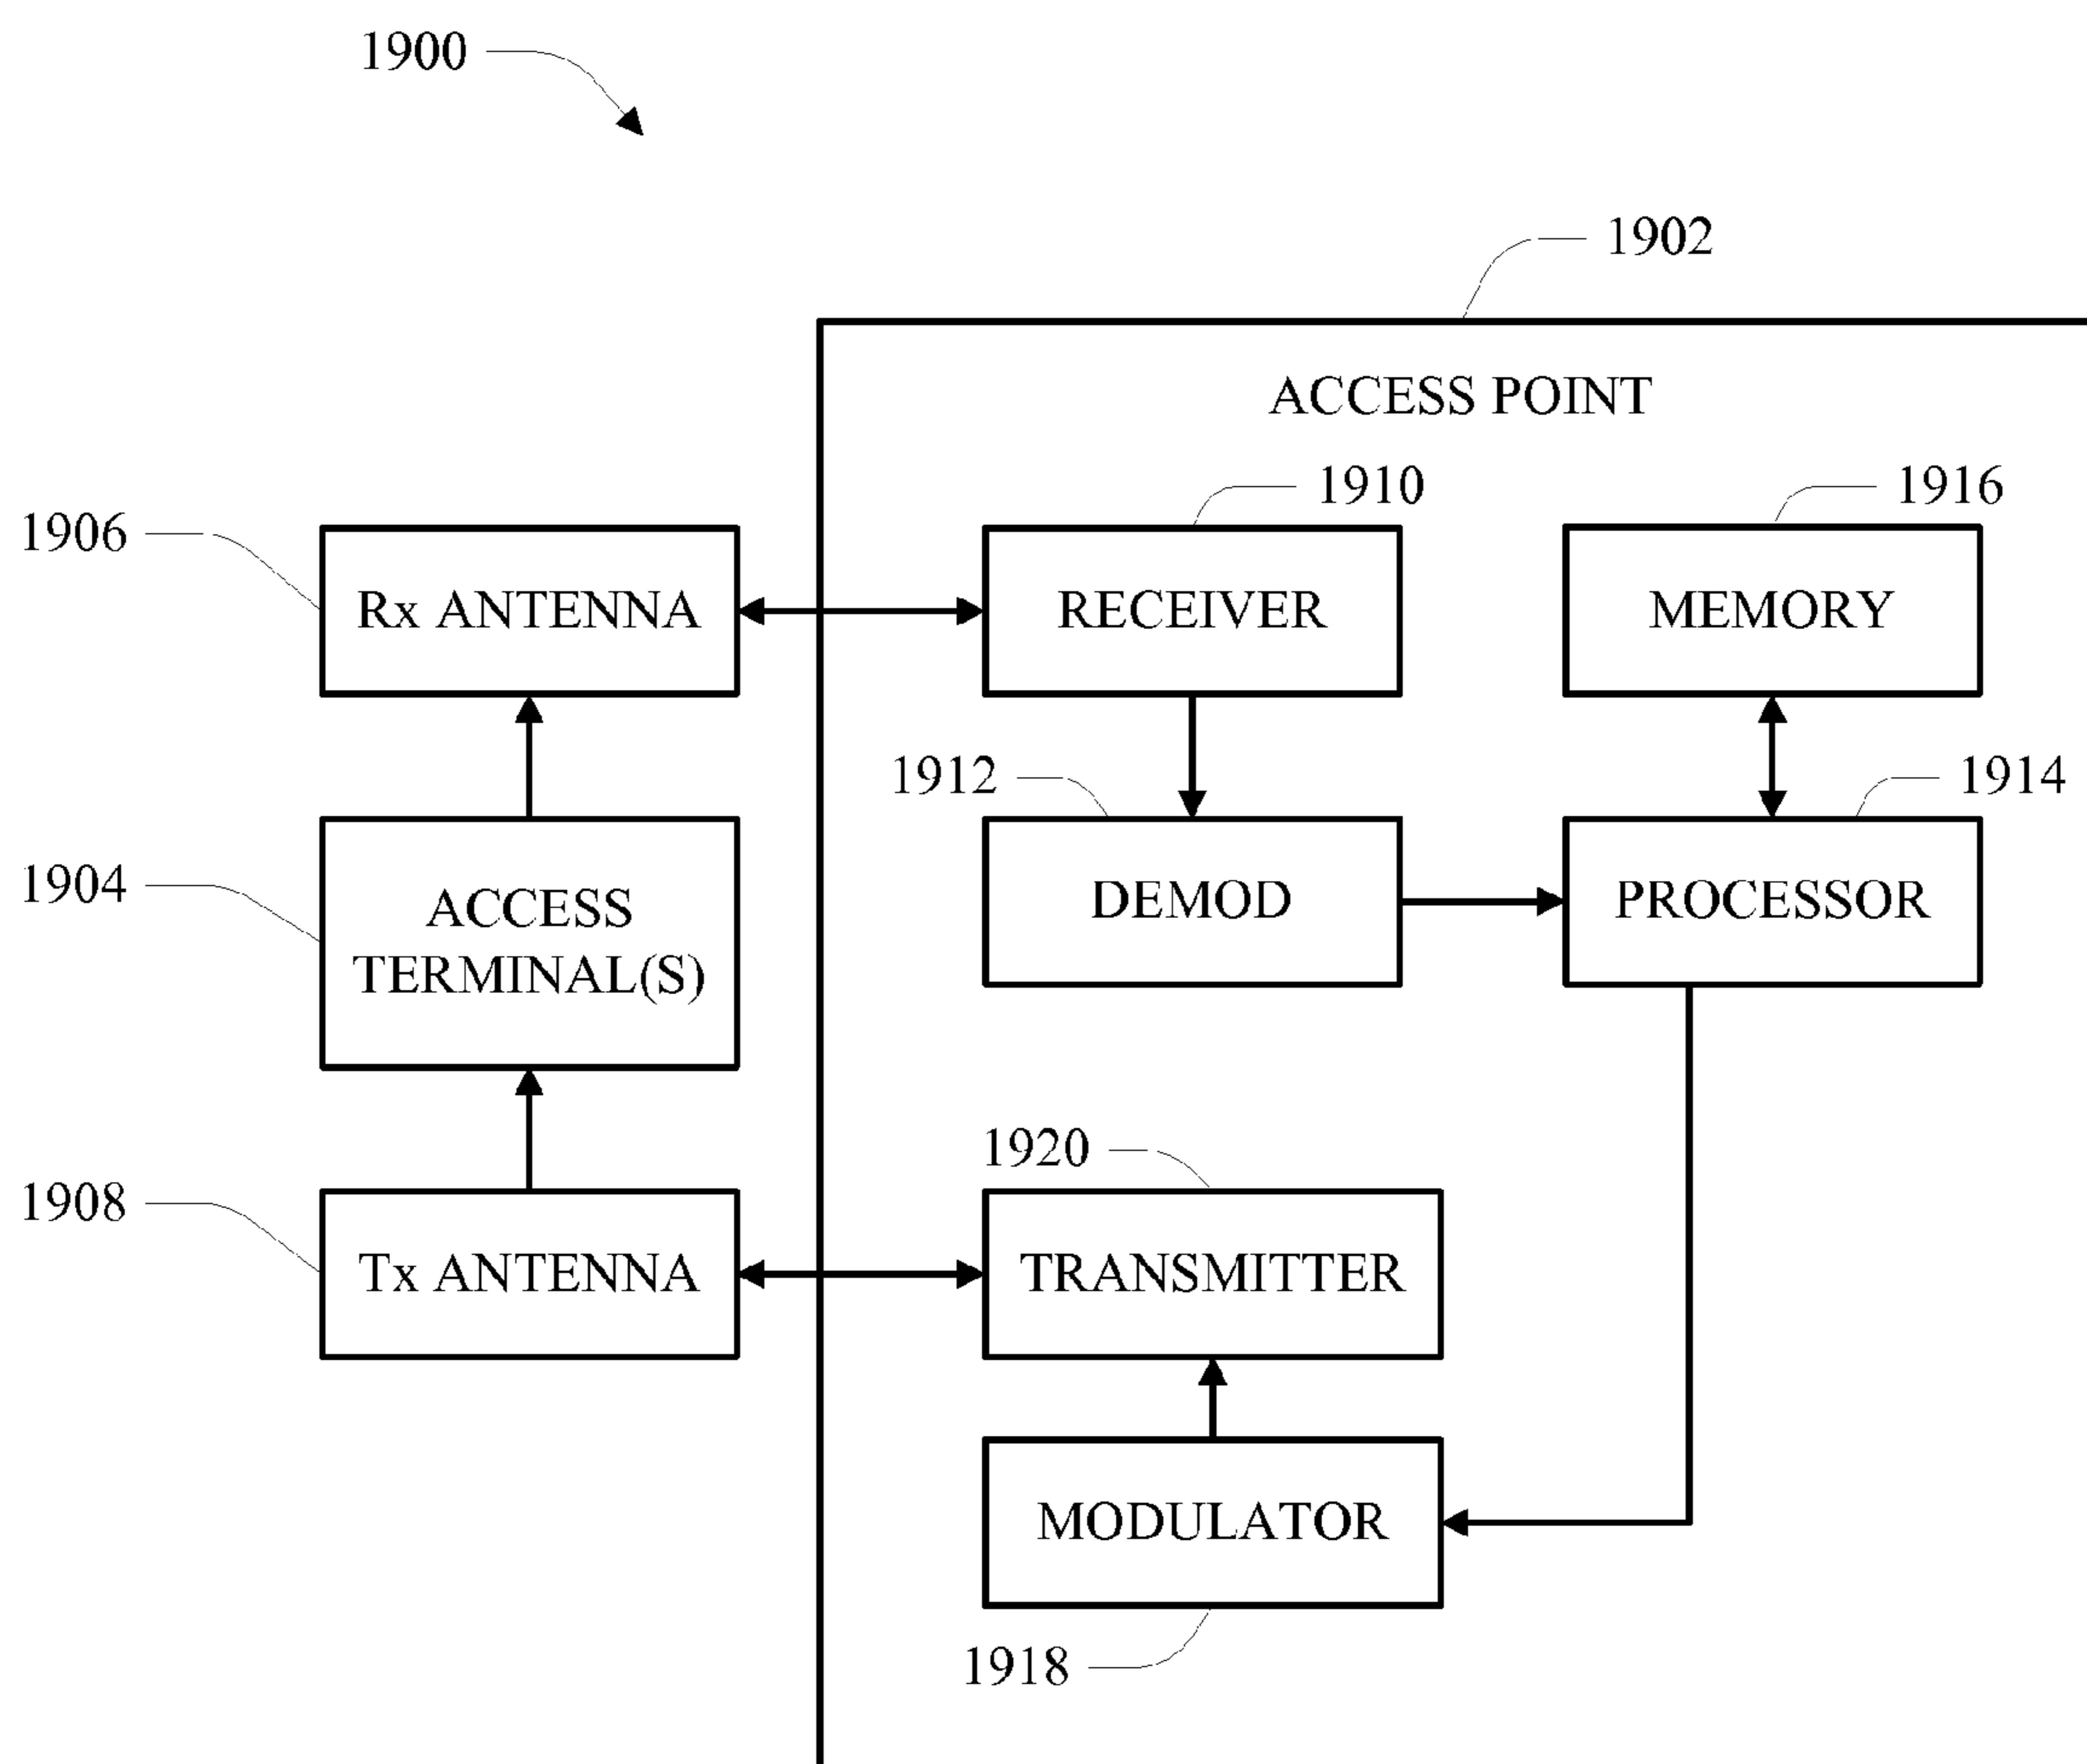 1900
1902
ACCESS POINT
1910
1916
1906
Rx ANTENNA
RECEIVER
MEMORY
1912
1914
1904
ACCESS
TERMINAL(S)
DEMOD
PROCESSOR
1920
1908
Tx ANTENNA
TRANSMITTER
MODULATOR
1918